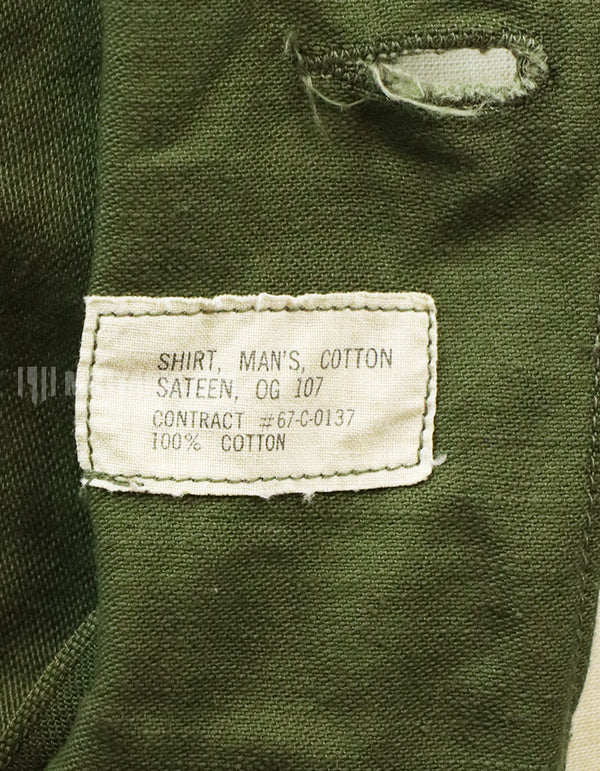 SHIRT, MAN'S, COTTON
SATEEN, OG 107
CONTRACT #67-C-0137
100% COTTON